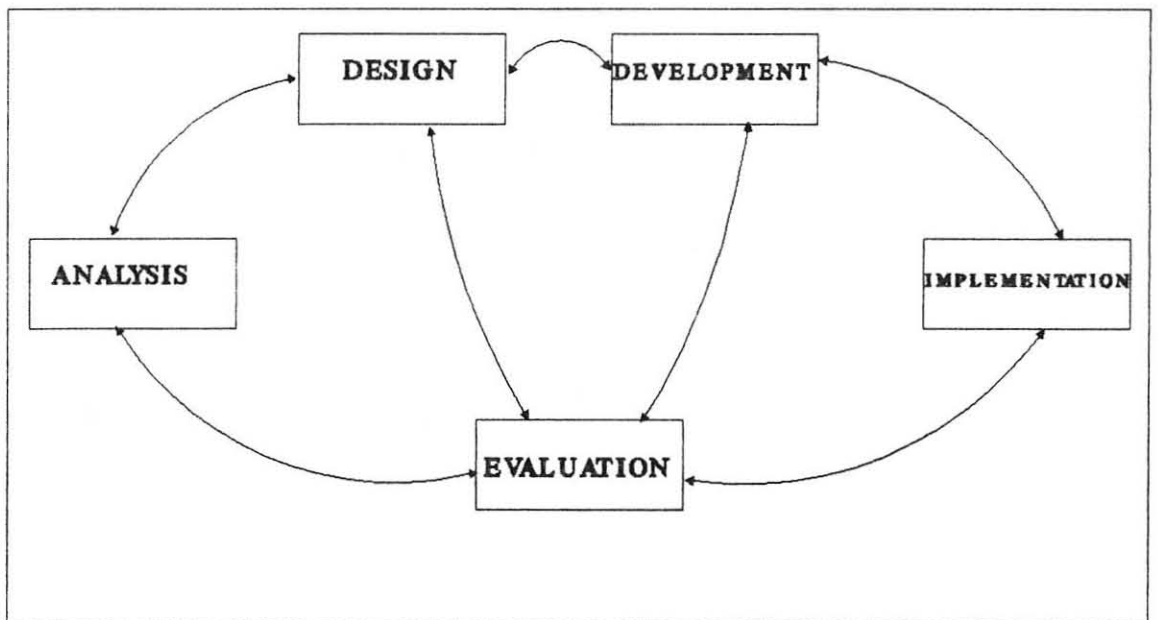 DESIGN
DEVELOPMENT
ANALYSIS
IMPLEMENTATION
EVALUATION